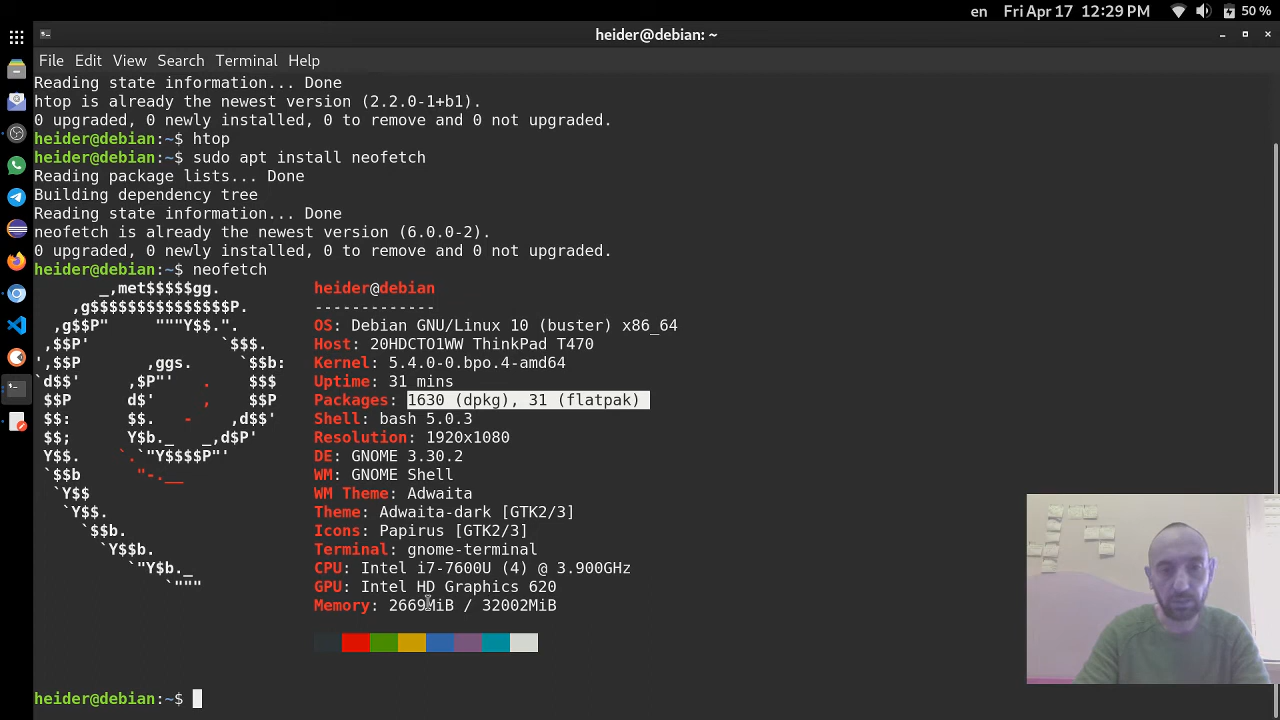 en Fri Apr 17 12:29 PM 50 %
heider@debian: ~
File Edit View Search Terminal Help
Reading state information... Done
htop is already the newest version (2.2.0-1+b1).
0 upgraded, 0 newly installed, 0 to remove and 0 not upgraded.
heider@debian:~$ htop
heider@debian:~$ sudo apt install neofetch
Reading package lists... Done
Building dependency tree
Reading state information... Done
neofetch is already the newest version (6.0.0-2).
0 upgraded, 0 newly installed, 0 to remove and 0 not upgraded.
heider@debian:~$ neofetch
_,met$$$$$gg. heider@debian
,g$$$$$$$$$$$$$$$P. -------------
,g$$P" """Y$$.". OS: Debian GNU/Linux 10 (buster) x86_64
,$$P' `$$$. Host: 20HDCTO1WW ThinkPad T470
',$$P ,ggs. `$$b: Kernel: 5.4.0-0.bpo.4-amd64
`d$$' ,$P"' . $$$ Uptime: 31 mins
$$P d$' , $$P Packages: 1630 (dpkg), 31 (flatpak)
$$: $$. - ,d$$' Shell: bash 5.0.3
$$; Y$b._ _,d$P' Resolution: 1920x1080
Y$$. `.`"Y$$$$P"' DE: GNOME 3.30.2
`$$b "-.__ WM: GNOME Shell
`Y$$ WM Theme: Adwaita
`Y$$. Theme: Adwaita-dark [GTK2/3]
`$$b. Icons: Papirus [GTK2/3]
`Y$$b. Terminal: gnome-terminal
`"Y$b._ CPU: Intel i7-7600U (4) @ 3.900GHz
`""" GPU: Intel HD Graphics 620
Memory: 2669MiB / 32002MiB
heider@debian:~$